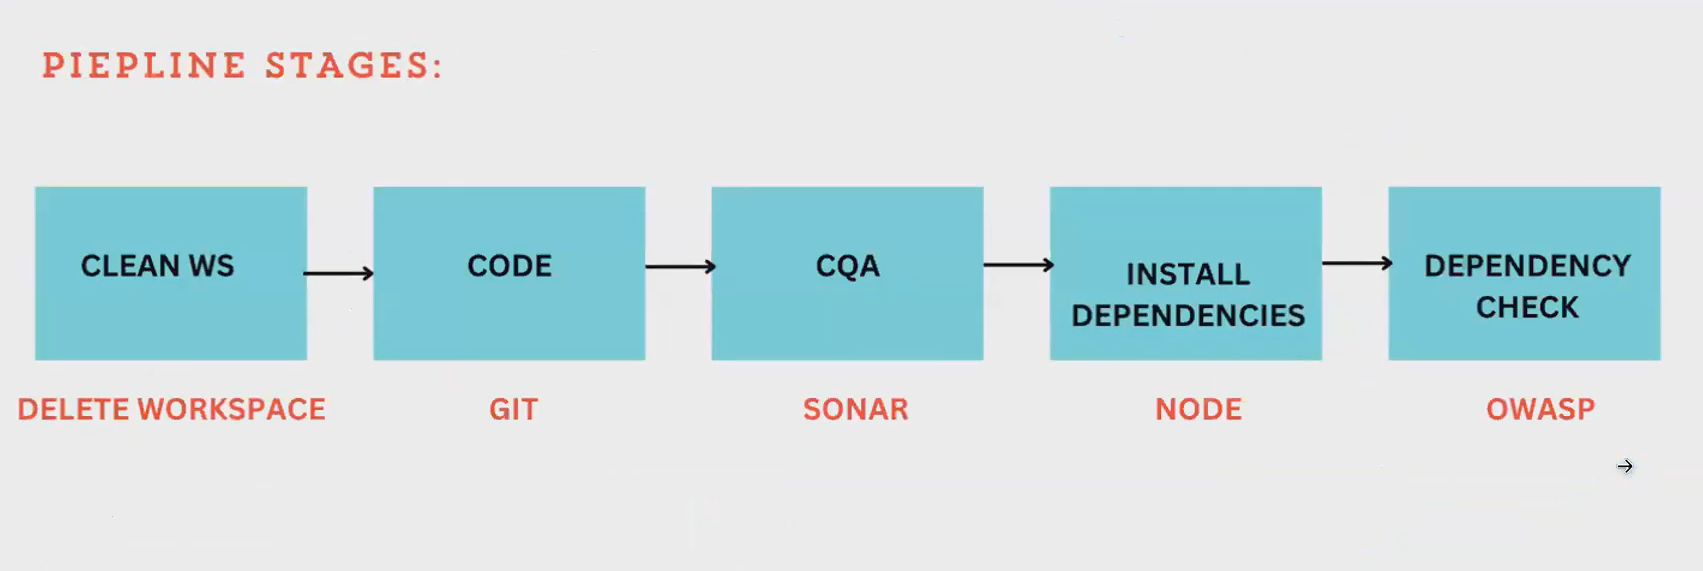 PIEPLINE STAGES:
CLEAN WS
CODE
CQA
INSTALL
DEPENDENCIES
DEPENDENCY
CHECK
DELETE WORKSPACE
GIT
SONAR
NODE
OWASP